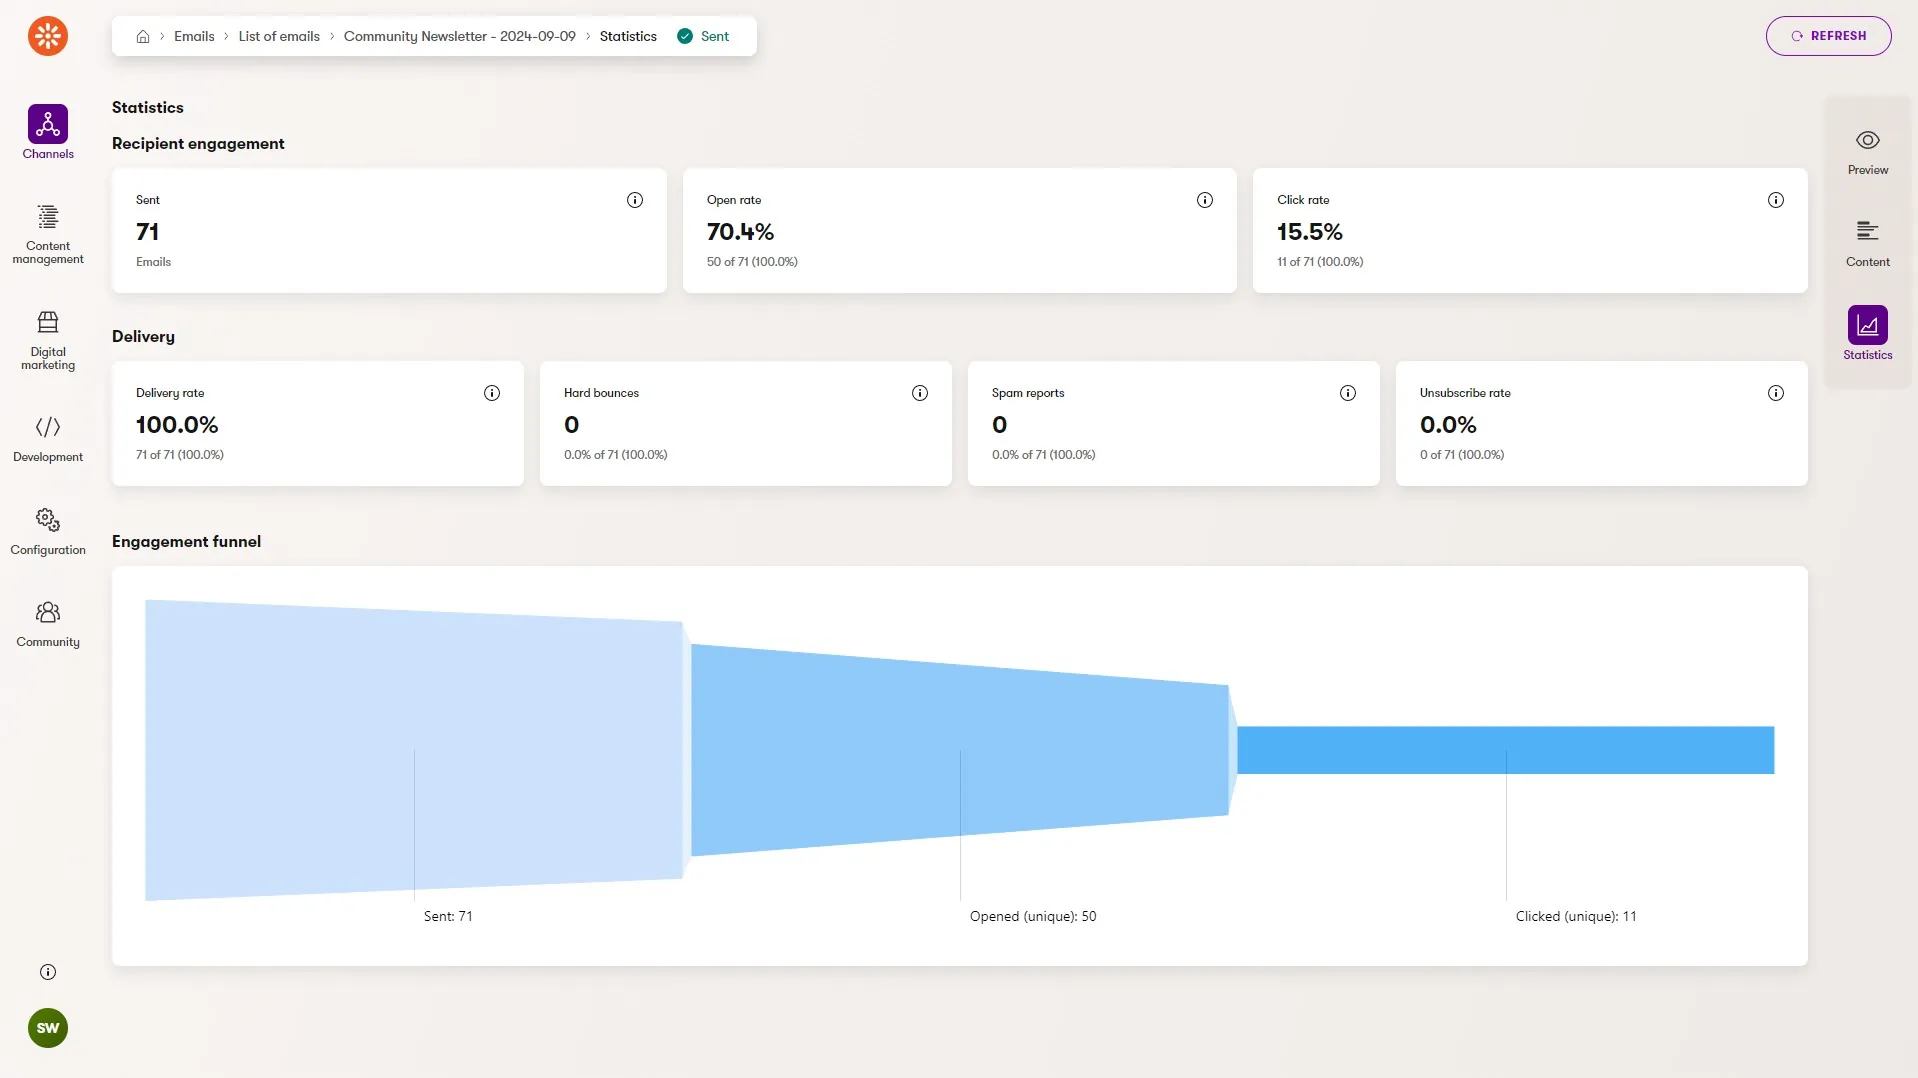 Emails > List of emails > Community Newsletter - 2024-09-09 > Statistics Sent
REFRESH
Channels
Content
management
Digital
marketing
Development
Configuration
Community
SW
Statistics
Recipient engagement
Sent
71
Emails
Open rate
70.4%
50 of 71 (100.0%)
Click rate
15.5%
11 of 71 (100.0%)
Delivery
Delivery rate
100.0%
71 of 71 (100.0%)
Hard bounces
0
0.0% of 71 (100.0%)
Spam reports
0
0.0% of 71 (100.0%)
Unsubscribe rate
0.0%
0 of 71 (100.0%)
Engagement funnel
Sent: 71
Opened (unique): 50
Clicked (unique): 11
Preview
Content
Statistics